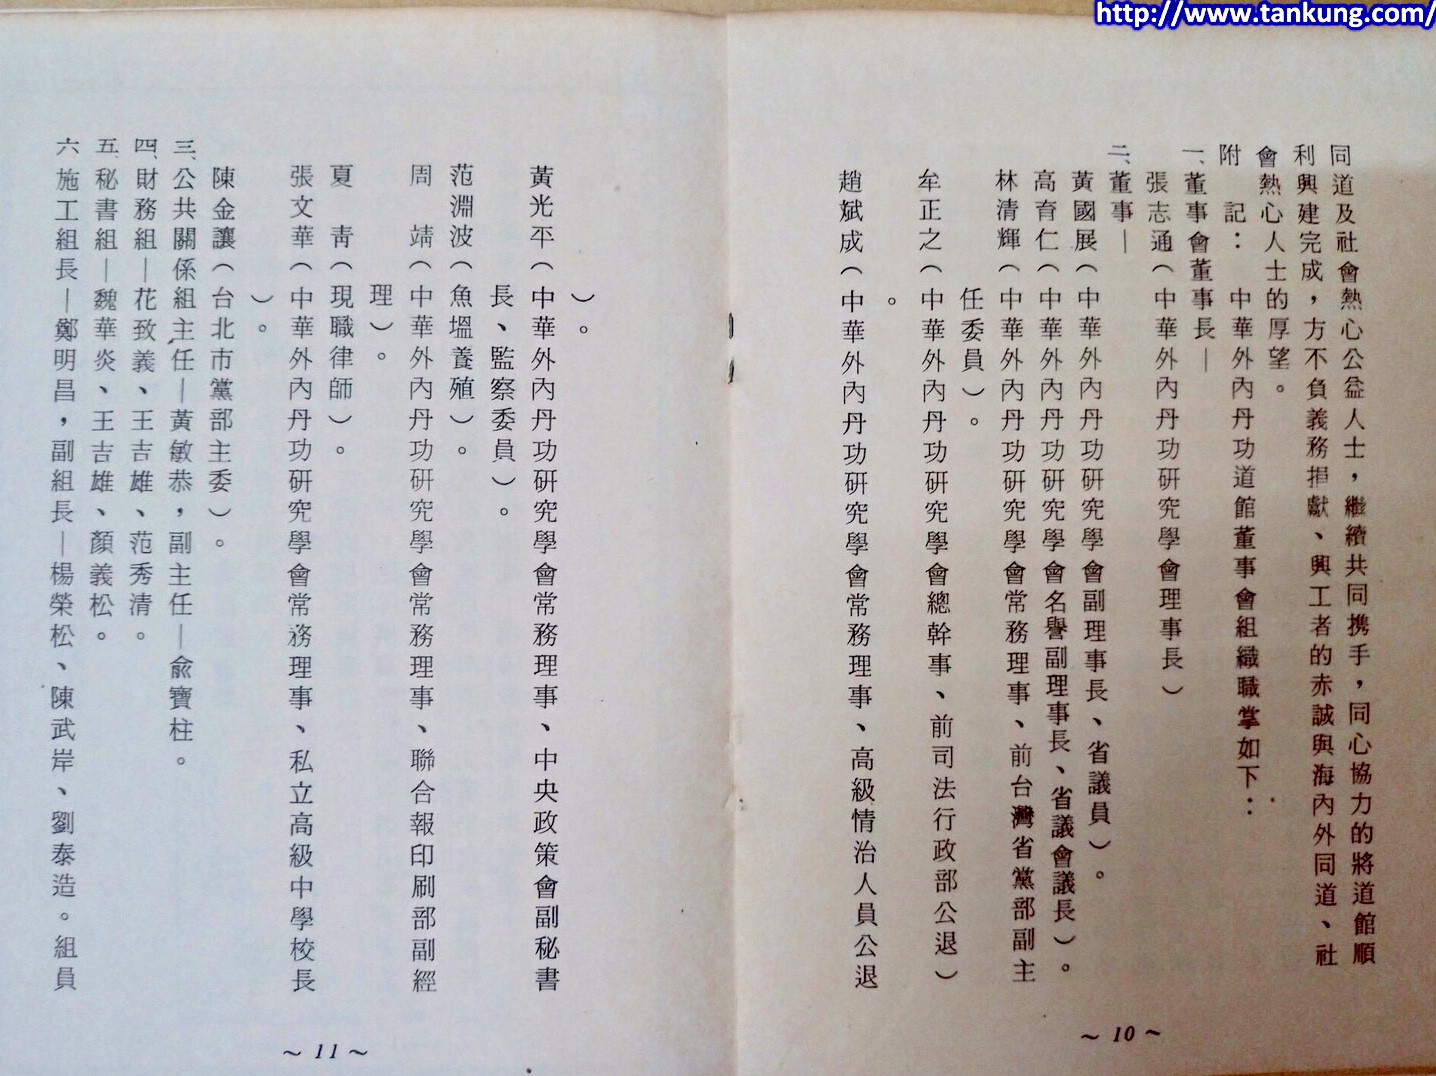 http://www.tankung.com/
同道及社會熱心公益人士，繼續共同携手，同心協力的將道館順
利興建完成，方不負義務捐獻、興工者的赤誠與海內外同道、社
會熱心人士的厚望。
附　記：中華外內丹功道館董事會組織職掌如下：
一、董事會董事長—
張志通（中華外內丹功研究學會理事長）
二、董事—
黃國展（中華外內丹功研究學會副理事長、省議員）。
高育仁（中華外內丹功研究學會名譽副理事長、省議會議長）。
林清輝（中華外內丹功研究學會常務理事、前台灣省黨部副主
任委員）。
牟正之（中華外內丹功研究學會總幹事、前司法行政部公退）
。
趙斌成（中華外內丹功研究學會常務理事、高級情治人員公退
～10～
）。
黃光平（中華外內丹功研究學會常務理事、中央政策會副秘書
長、監察委員）。
范淵波（魚塭養殖）。
周　靖（中華外內丹功研究學會常務理事、聯合報印刷部副經
理）。
夏　青（現職律師）。
張文華（中華外內丹功研究學會常務理事、私立高級中學校長
）。
陳金讓（台北市黨部主委）。
三、公共關係組主任—黃敏恭，副主任—兪寶柱。
四、財務組—花致義、王吉雄、范秀清。
五、秘書組—魏華炎、王吉雄、顏義松。
六施工組長—鄭明昌，副組長—楊榮松、陳武岸、劉泰造。組員
～11～